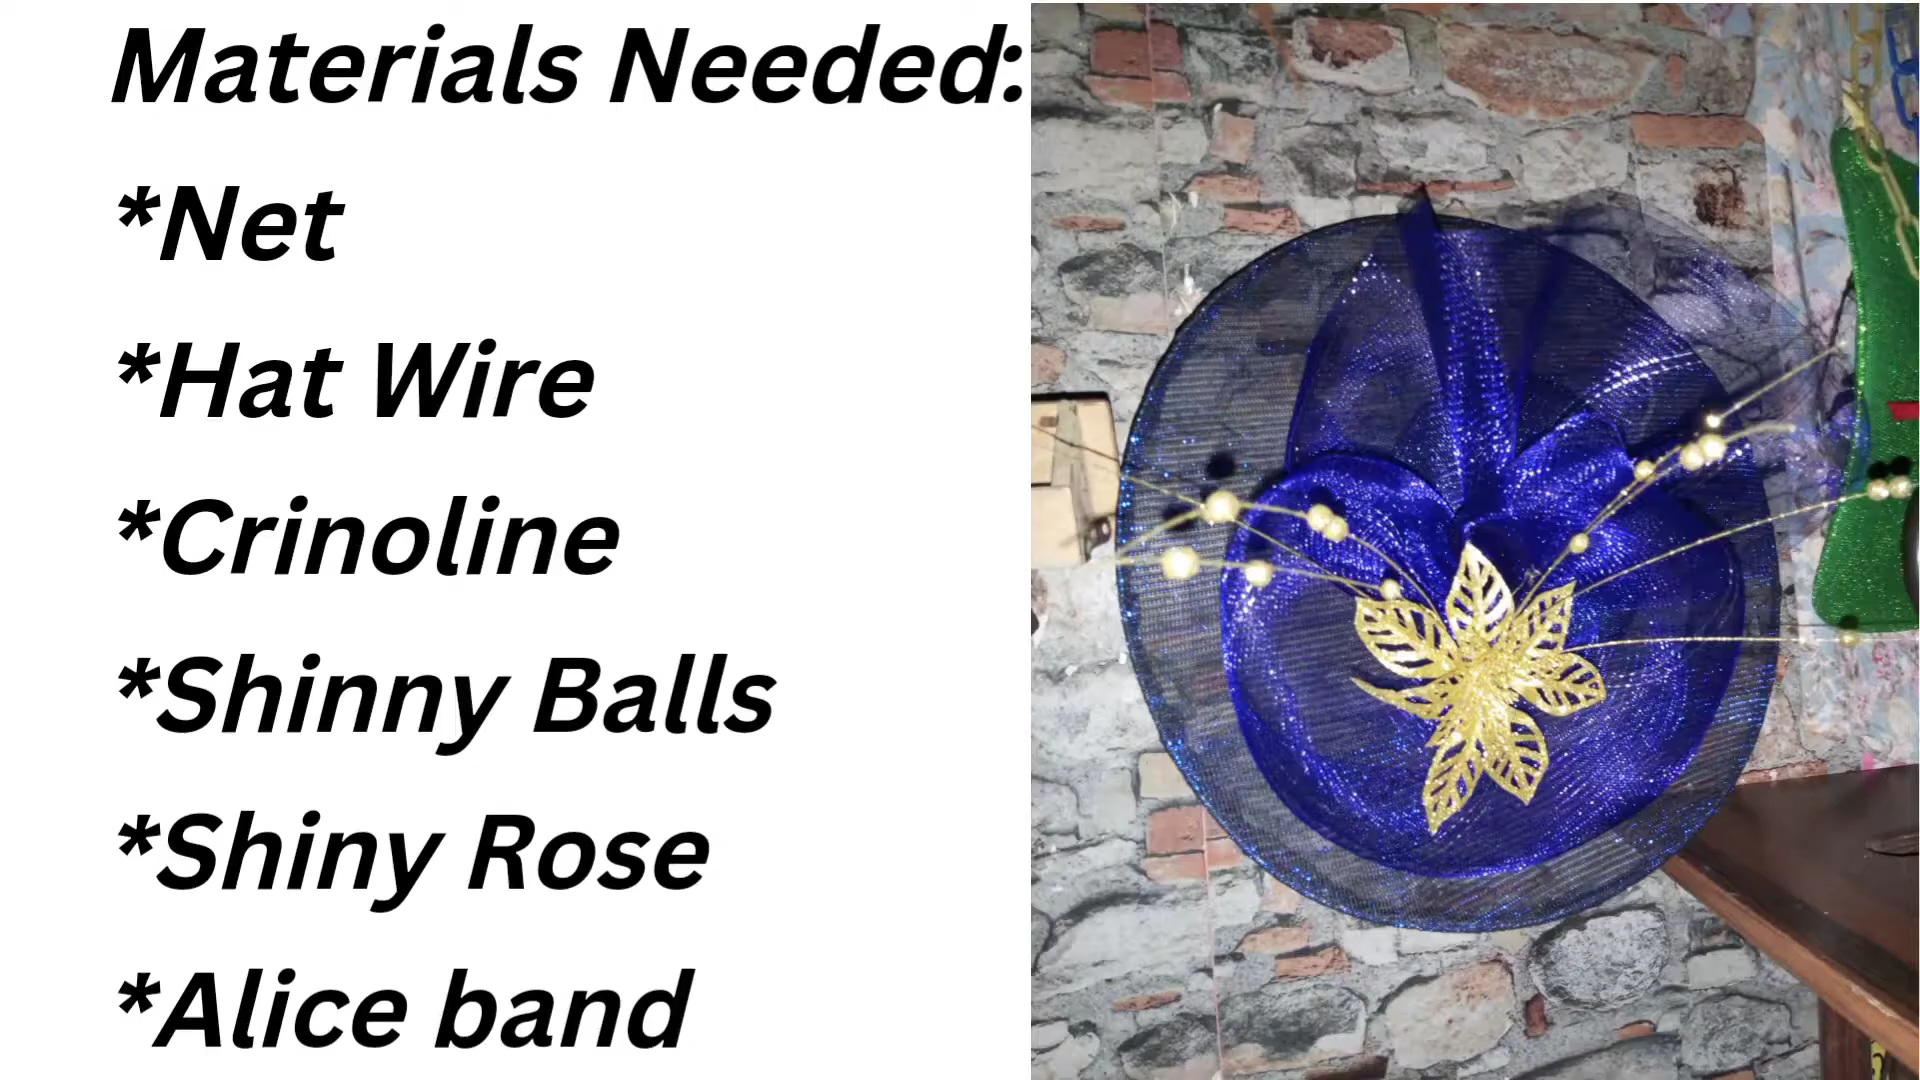 Materials Needed:
*Net
*Hat Wire
*Crinoline
*Shinny Balls
*Shiny Rose
*Alice band